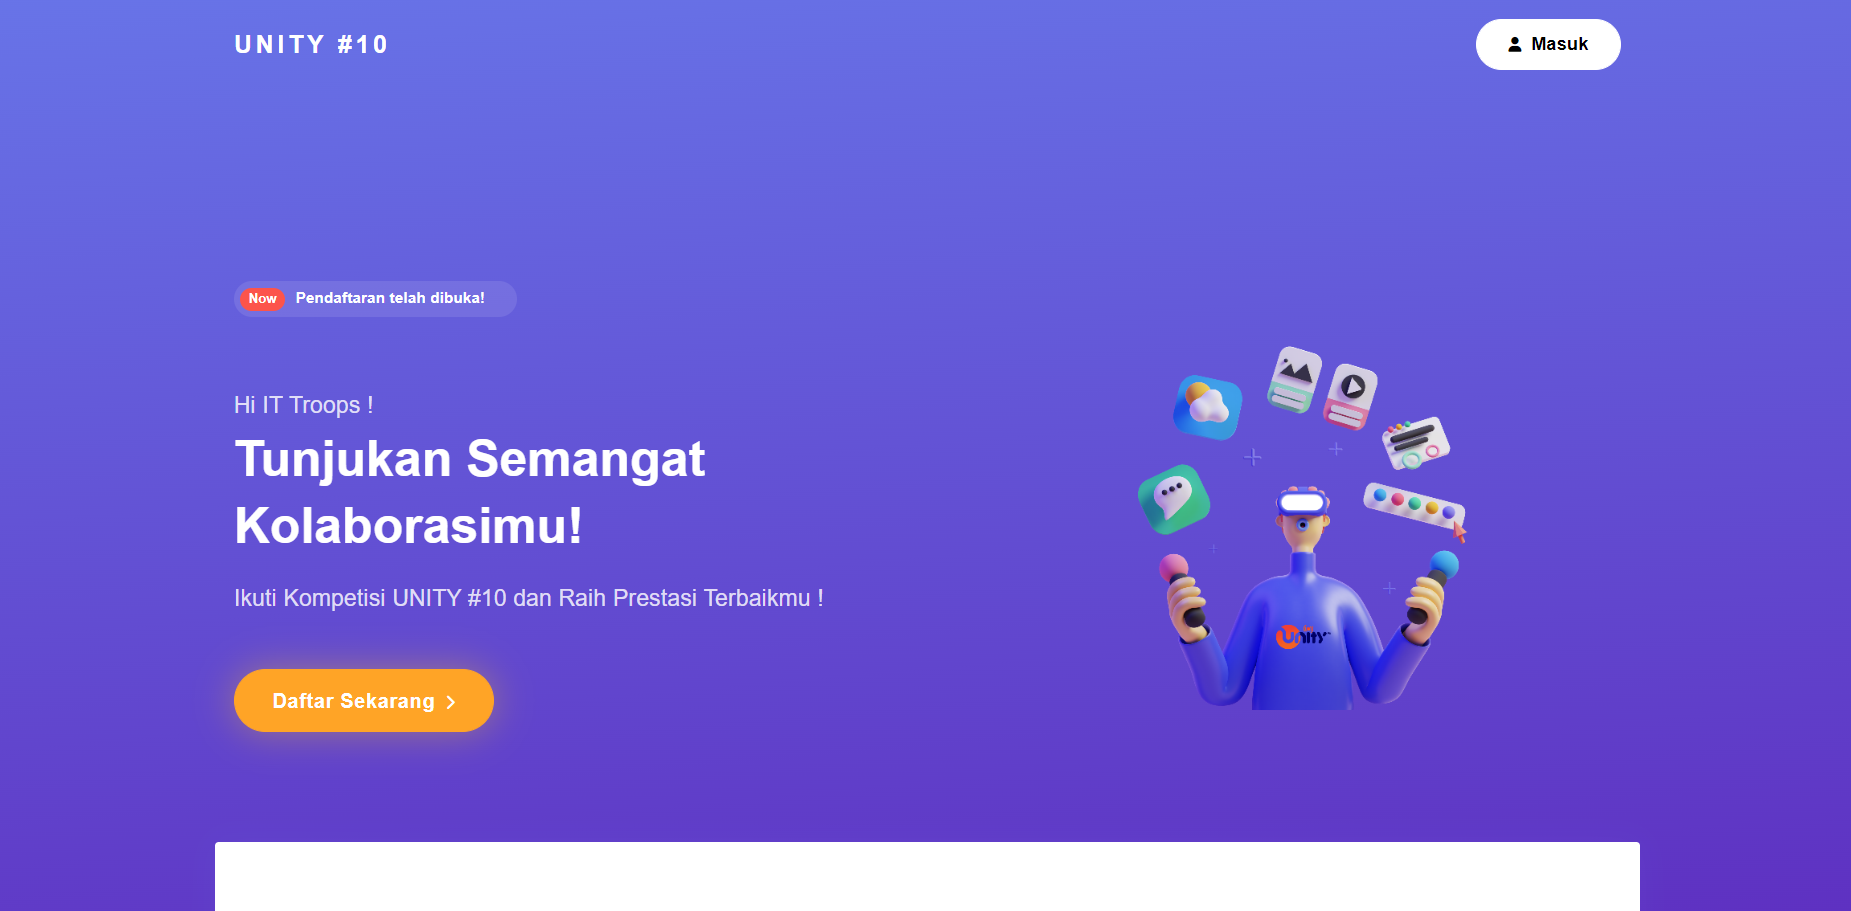 UNITY #10
Masuk
Now Pendaftaran telah dibuka!
Hi IT Troops !
Tunjukan Semangat
Kolaborasimu!
Ikuti Kompetisi UNITY #10 dan Raih Prestasi Terbaikmu !
Daftar Sekarang
Unity